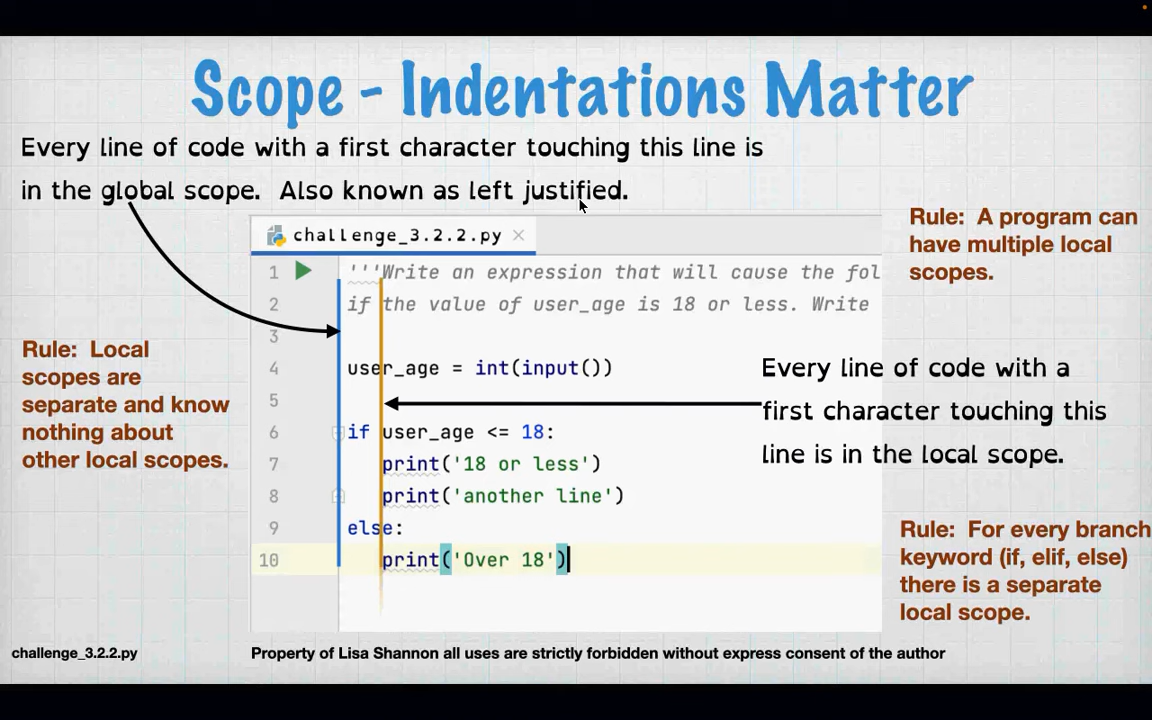 Scope - Indentations Matter
Every line of code with a first character touching this line is
in the global scope. Also known as left justified.
challenge_3.2.2.py
Rule: A program can
have multiple local
scopes.
1 '''Write an expression that will cause the fol
2 if the value of user_age is 18 or less. Write
3
4 user_age = int(input())
5
6 if user_age <= 18:
7 print('18 or less')
8 print('another line')
9 else:
10 print('Over 18')
Rule: Local
scopes are
separate and know
nothing about
other local scopes.
Every line of code with a
first character touching this
line is in the local scope.
Rule: For every branch
keyword (if, elif, else)
there is a separate
local scope.
challenge_3.2.2.py
Property of Lisa Shannon all uses are strictly forbidden without express consent of the author